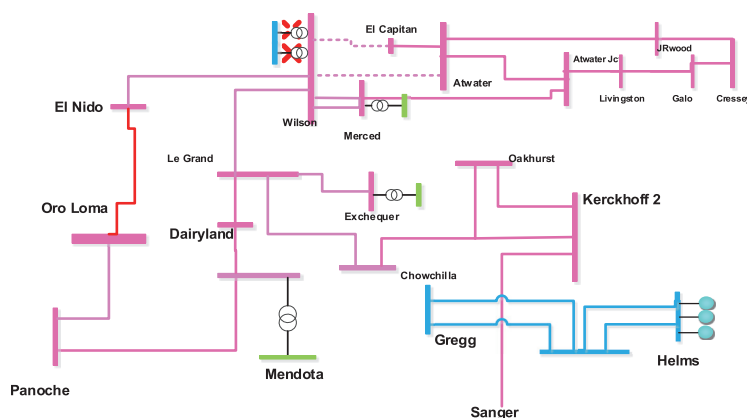 El Capitan
JRwood
Atwater Jc
Atwater
El Nido
Livingston
Galo
Cressey
Wilson
Merced
Le Grand
Oakhurst
Kerckhoff 2
Oro Loma
Exchequer
Dairyland
Chowchilla
Gregg
Helms
Mendota
Panoche
Sanger